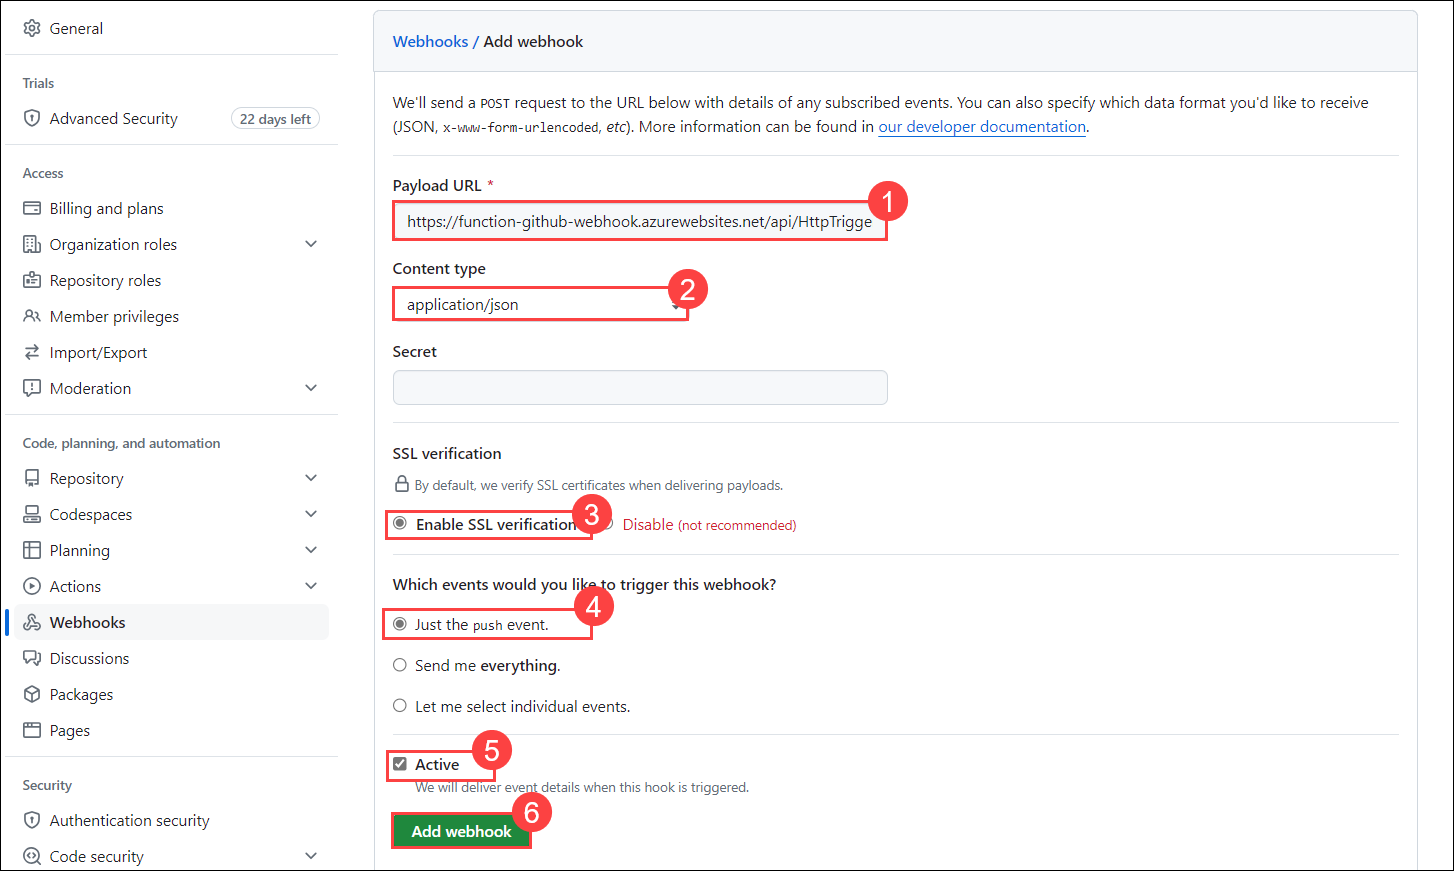 General
Trials
Advanced Security 22 days left
Access
Billing and plans
Organization roles
Repository roles
Member privileges
Import/Export
Moderation
Code, planning, and automation
Repository
Codespaces
Planning
Actions
Webhooks
Discussions
Packages
Pages
Security
Authentication security
Code security
Webhooks / Add webhook
We'll send a POST request to the URL below with details of any subscribed events. You can also specify which data format you'd like to receive
(JSON, x-www-form-urlencoded, etc). More information can be found in our developer documentation.
Payload URL *
1
https://function-github-webhook.azurewebsites.net/api/HttpTrigge
Content type
2
application/json
Secret
SSL verification
By default, we verify SSL certificates when delivering payloads.
Enable SSL verification 3 Disable (not recommended)
Which events would you like to trigger this webhook?
4
Just the push event.
Send me everything.
Let me select individual events.
5
Active
We will deliver event details when this hook is triggered.
6
Add webhook